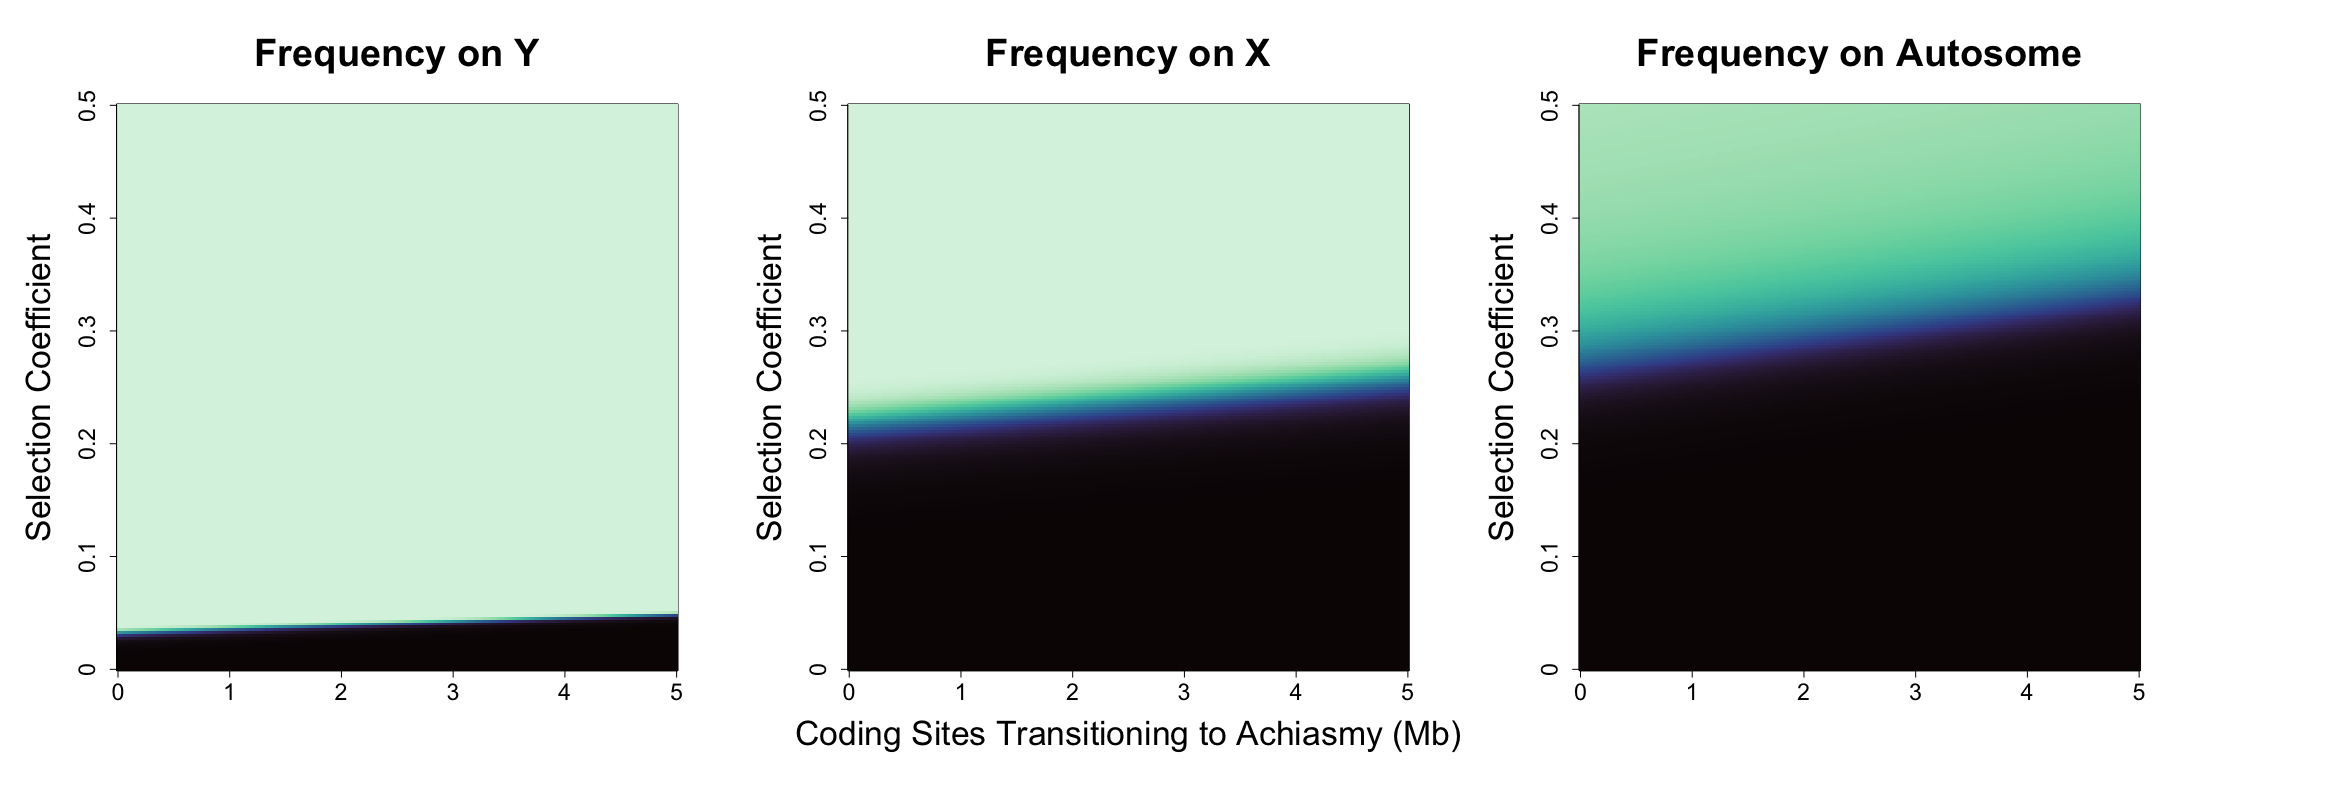 Frequency on Y
Frequency on X
Frequency on Autosome
Selection Coefficient
0.5
0.4
0.3
0.2
0.1
0
0 1 2 3 4 5
Selection Coefficient
0.5
0.4
0.3
0.2
0.1
0
0 1 2 3 4 5
Selection Coefficient
0.5
0.4
0.3
0.2
0.1
0
0 1 2 3 4 5
Coding Sites Transitioning to Achiasmy (Mb)